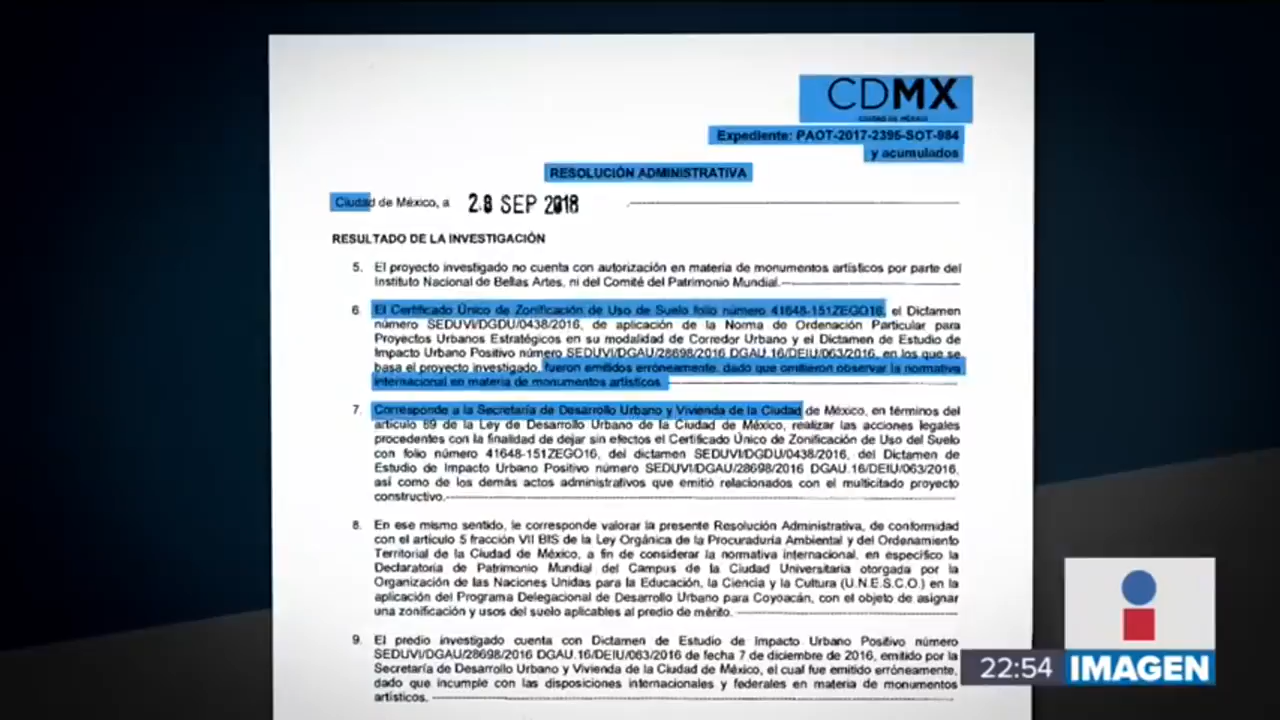 CDMX
CIUDAD DE MÉXICO
Expediente: PAOT-2017-2395-SOT-984
y acumulados
RESOLUCIÓN ADMINISTRATIVA
Ciudad de México, a 28 SEP 2018
RESULTADO DE LA INVESTIGACIÓN
5. El proyecto investigado no cuenta con autorización en materia de monumentos artísticos por parte del
Instituto Nacional de Bellas Artes, ni del Comité del Patrimonio Mundial.
6. El Certificado Único de Zonificación de Uso de Suelo folio número 41648-151ZEGO16, el Dictamen
número SEDUVI/DGDU/0438/2016, de aplicación de la Norma de Ordenación Particular para
Proyectos Urbanos Estratégicos en su modalidad de Corredor Urbano y el Dictamen de Estudio de
Impacto Urbano Positivo número SEDUVI/DGAU/28698/2016 DGAU.16/DEIU/063/2016, en los que se
basa el proyecto investigado, fueron emitidos erróneamente, dado que omitieron observar la normativa
internacional en materia de monumentos artísticos.
7. Corresponde a la Secretaría de Desarrollo Urbano y Vivienda de la Ciudad de México, en términos del
artículo 89 de la Ley de Desarrollo Urbano de la Ciudad de México, realizar las acciones legales
procedentes con la finalidad de dejar sin efectos el Certificado Único de Zonificación de Uso del Suelo
con folio número 41648-151ZEGO16, del dictamen SEDUVI/DGDU/0438/2016, del Dictamen de
Estudio de Impacto Urbano Positivo número SEDUVI/DGAU/28698/2016 DGAU.16/DEIU/063/2016,
así como de los demás actos administrativos que emitió relacionados con el multicitado proyecto
constructivo.
8. En ese mismo sentido, le corresponde valorar la presente Resolución Administrativa, de conformidad
con el artículo 5 fracción VII BIS de la Ley Orgánica de la Procuraduría Ambiental y del Ordenamiento
Territorial de la Ciudad de México, a fin de considerar la normativa internacional, en específico la
Declaratoria de Patrimonio Mundial del Campus de la Ciudad Universitaria otorgada por la
Organización de las Naciones Unidas para la Educación, la Ciencia y la Cultura (U.N.E.S.C.O.) en la
aplicación del Programa Delegacional de Desarrollo Urbano para Coyoacán, con el objeto de asignar
una zonificación y usos del suelo aplicables al predio de mérito.
9. El predio investigado cuenta con Dictamen de Estudio de Impacto Urbano Positivo número
SEDUVI/DGAU/28698/2016 DGAU.16/DEIU/063/2016 de fecha 7 de diciembre de 2016, emitido por la
Secretaría de Desarrollo Urbano y Vivienda de la Ciudad de México, el cual fue emitido erróneamente,
dado que incumple con las disposiciones internacionales y federales en materia de monumentos
artísticos.
22:54 IMAGEN